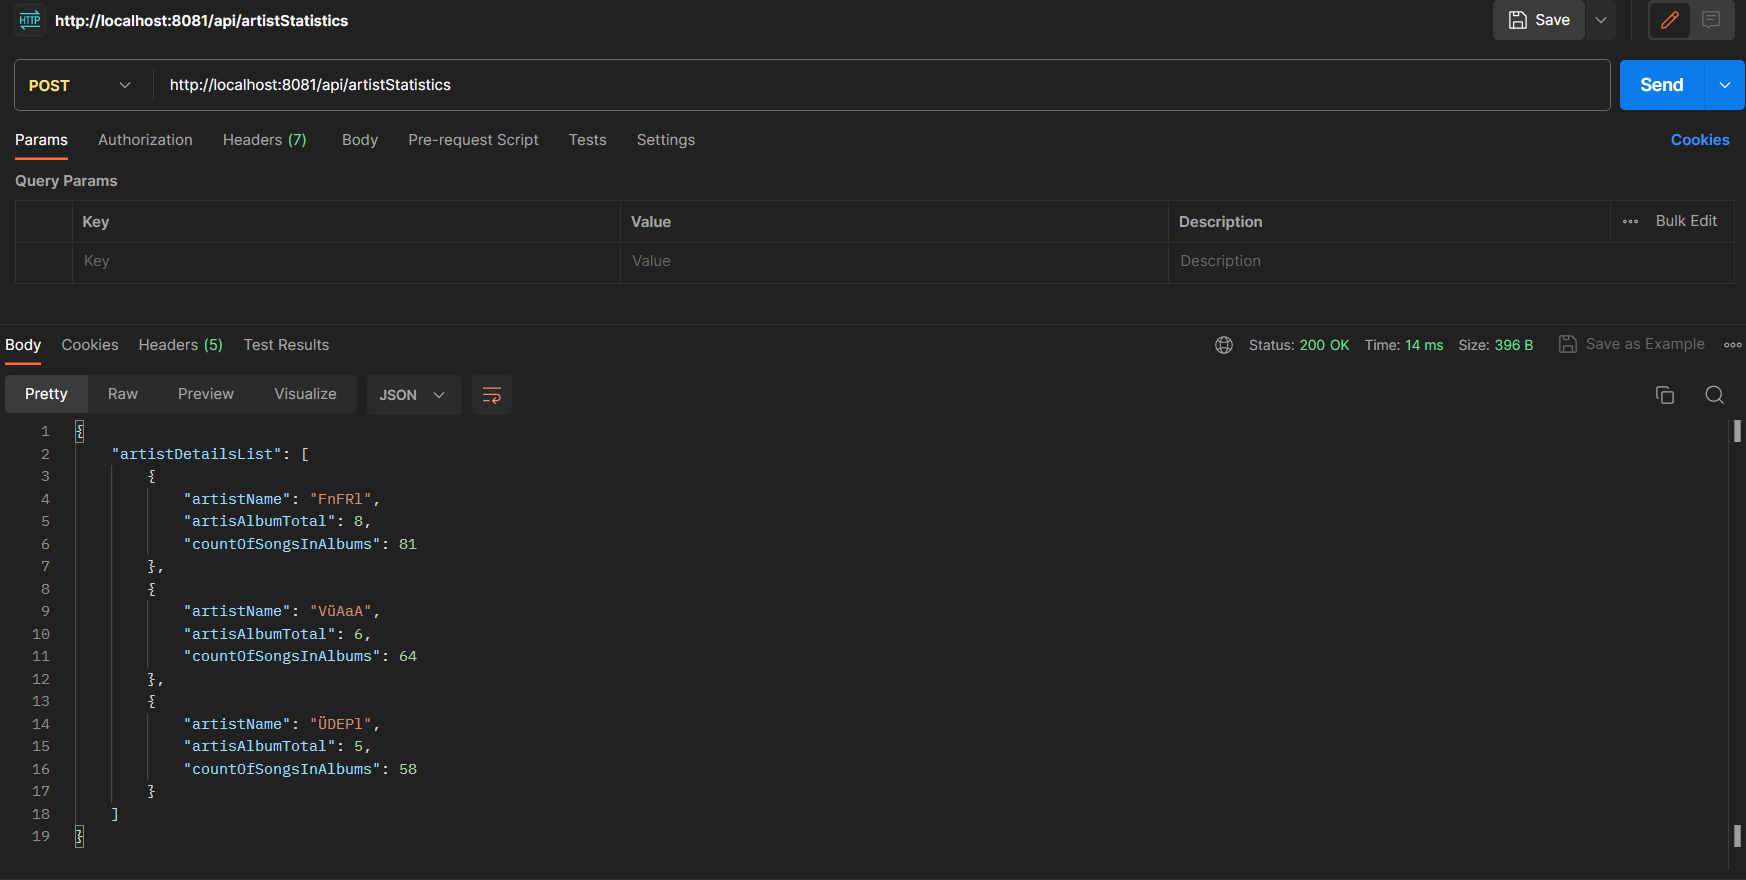 HTTP http://localhost:8081/api/artistStatistics Save
POST http://localhost:8081/api/artistStatistics Send
Params Authorization Headers (7) Body Pre-request Script Tests Settings Cookies
Query Params
Key Value Description Bulk Edit
Key Value Description
Body Cookies Headers (5) Test Results Status: 200 OK Time: 14 ms Size: 396 B Save as Example
Pretty Raw Preview Visualize JSON
1 {
2 "artistDetailsList": [
3 {
4 "artistName": "FnFRl",
5 "artisAlbumTotal": 8,
6 "countOfSongsInAlbums": 81
7 },
8 {
9 "artistName": "VüAaA",
10 "artisAlbumTotal": 6,
11 "countOfSongsInAlbums": 64
12 },
13 {
14 "artistName": "ÜDEPl",
15 "artisAlbumTotal": 5,
16 "countOfSongsInAlbums": 58
17 }
18 ]
19 }